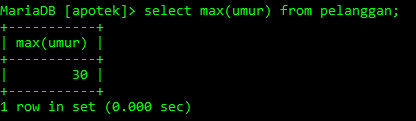 MariaDB [apotek]> select max(umur) from pelanggan;
+-----------+
| max(umur) |
+-----------+
|        30 |
+-----------+
1 row in set (0.000 sec)